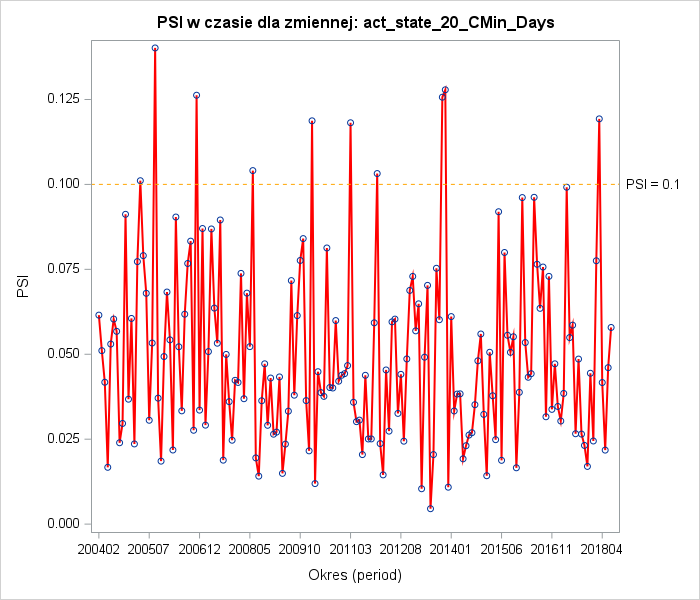 PSI w czasie dla zmiennej: act_state_20_CMin_Days
0.125
0.100
0.075
0.050
0.025
0.000
PSI
PSI = 0.1
200402 200507 200612 200805 200910 201103 201208 201401 201506 201611 201804
Okres (period)